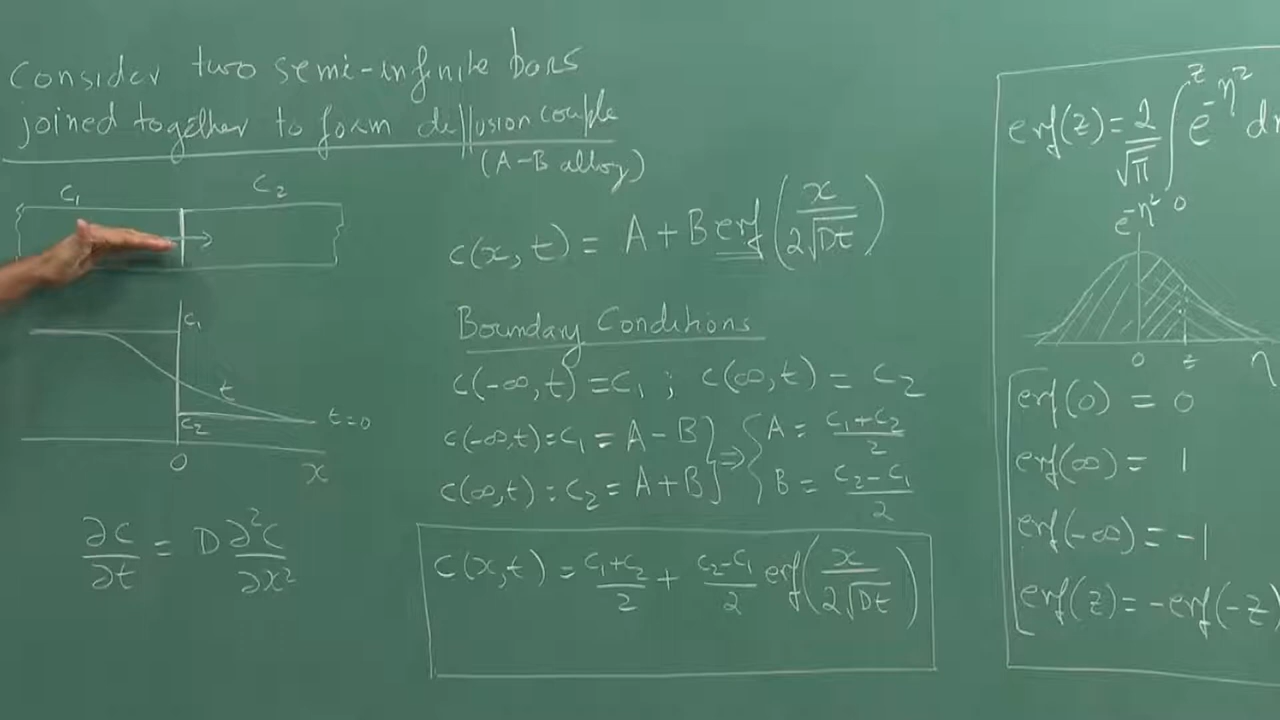 Consider two semi-infinite bars
joined together to form diffusion couple
(A-B alloy)
C₁ C₂
C₁
t
C₂ t=0
0
x
∂C/∂t = D ∂²C/∂x²
c(x, t) = A + B erf(x/2√Dt)
Boundary Conditions
c(-∞, t) = C₁ ; c(∞, t) = C₂
c(-∞, t) = C₁ = A - B } ⇒ { A = C₁+C₂/2
c(∞, t) = C₂ = A + B } ⇒ { B = C₂-C₁/2
C(x, t) = C₁+C₂/2 + C₂-C₁/2 erf(x/2√Dt)
erf(z) = 2/√π ∫₀ᶻ e^-η² dη
e^-η²
0 z η
erf(0) = 0
erf(∞) = 1
erf(-∞) = -1
erf(z) = -erf(-z)